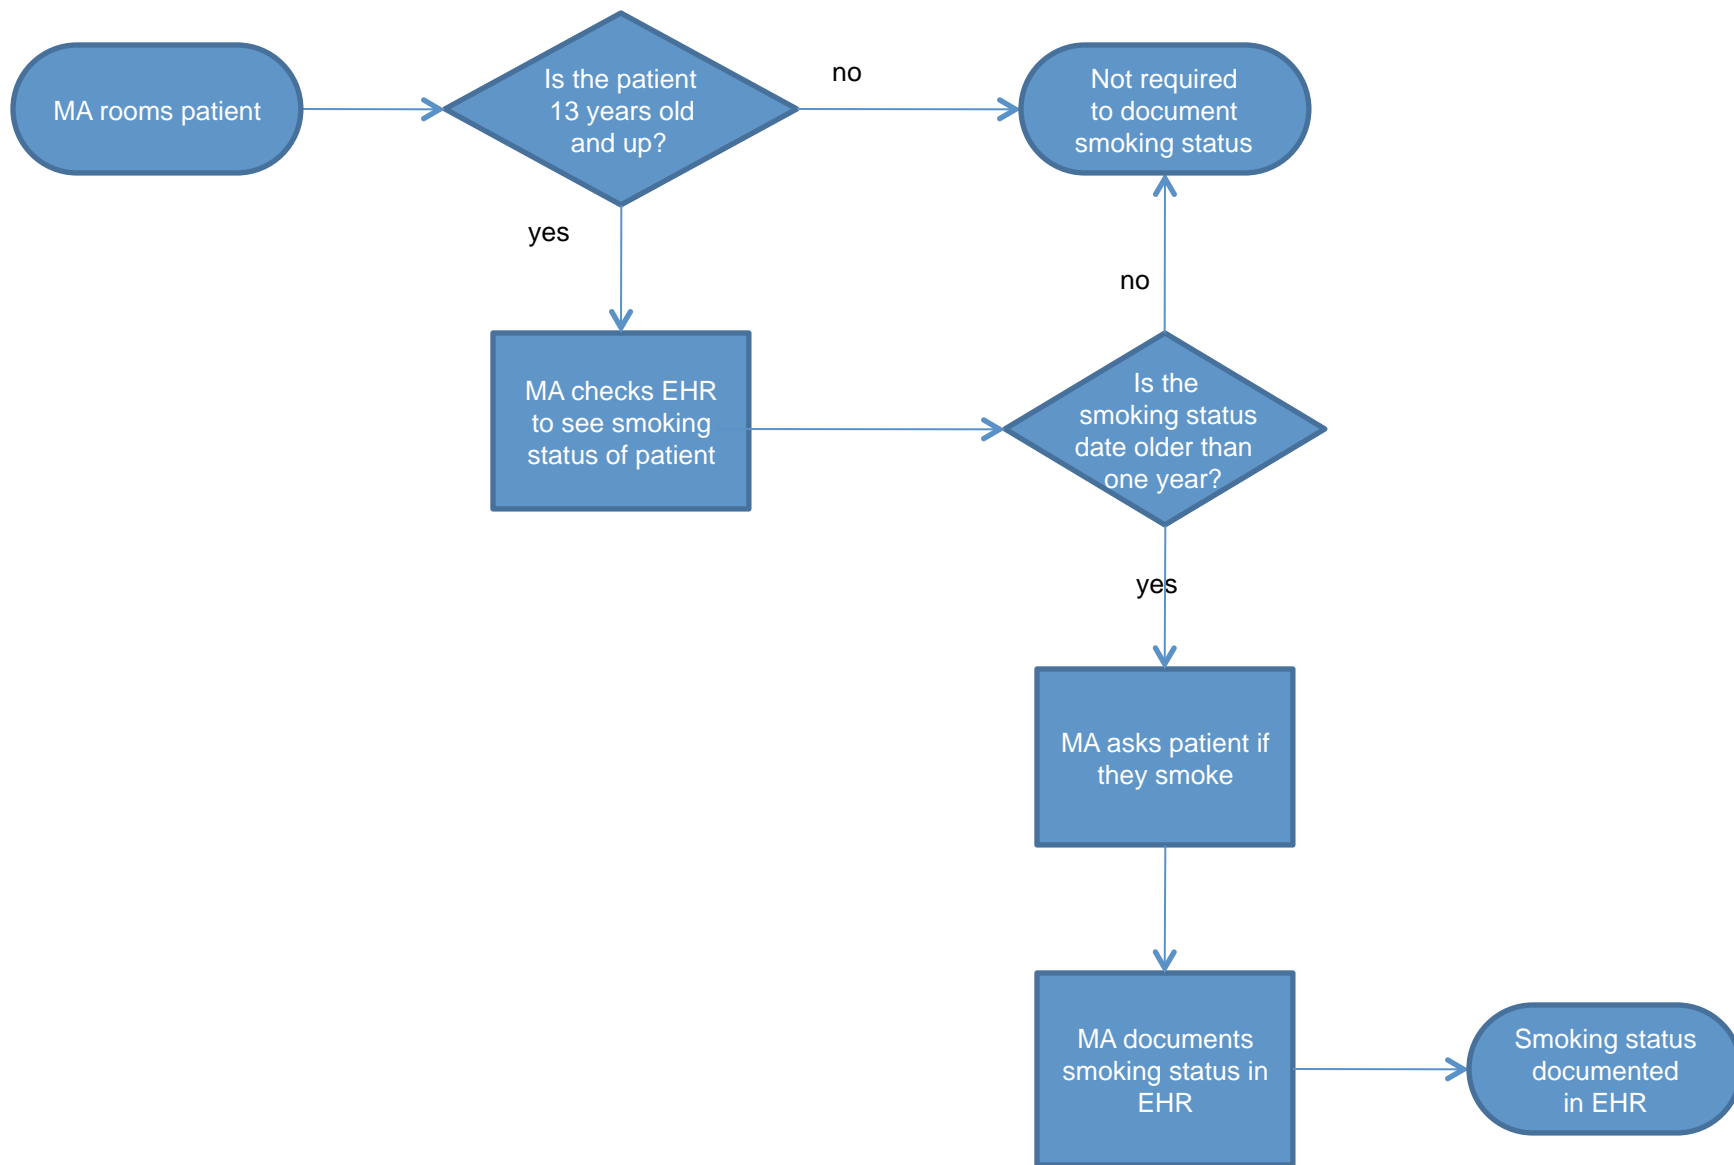 MA rooms patient
Is the patient
13 years old
and up?
no
Not required
to document
smoking status
yes
no
MA checks EHR
to see smoking
status of patient
Is the
smoking status
date older than
one year?
yes
MA asks patient if
they smoke
MA documents
smoking status in
EHR
Smoking status
documented
in EHR